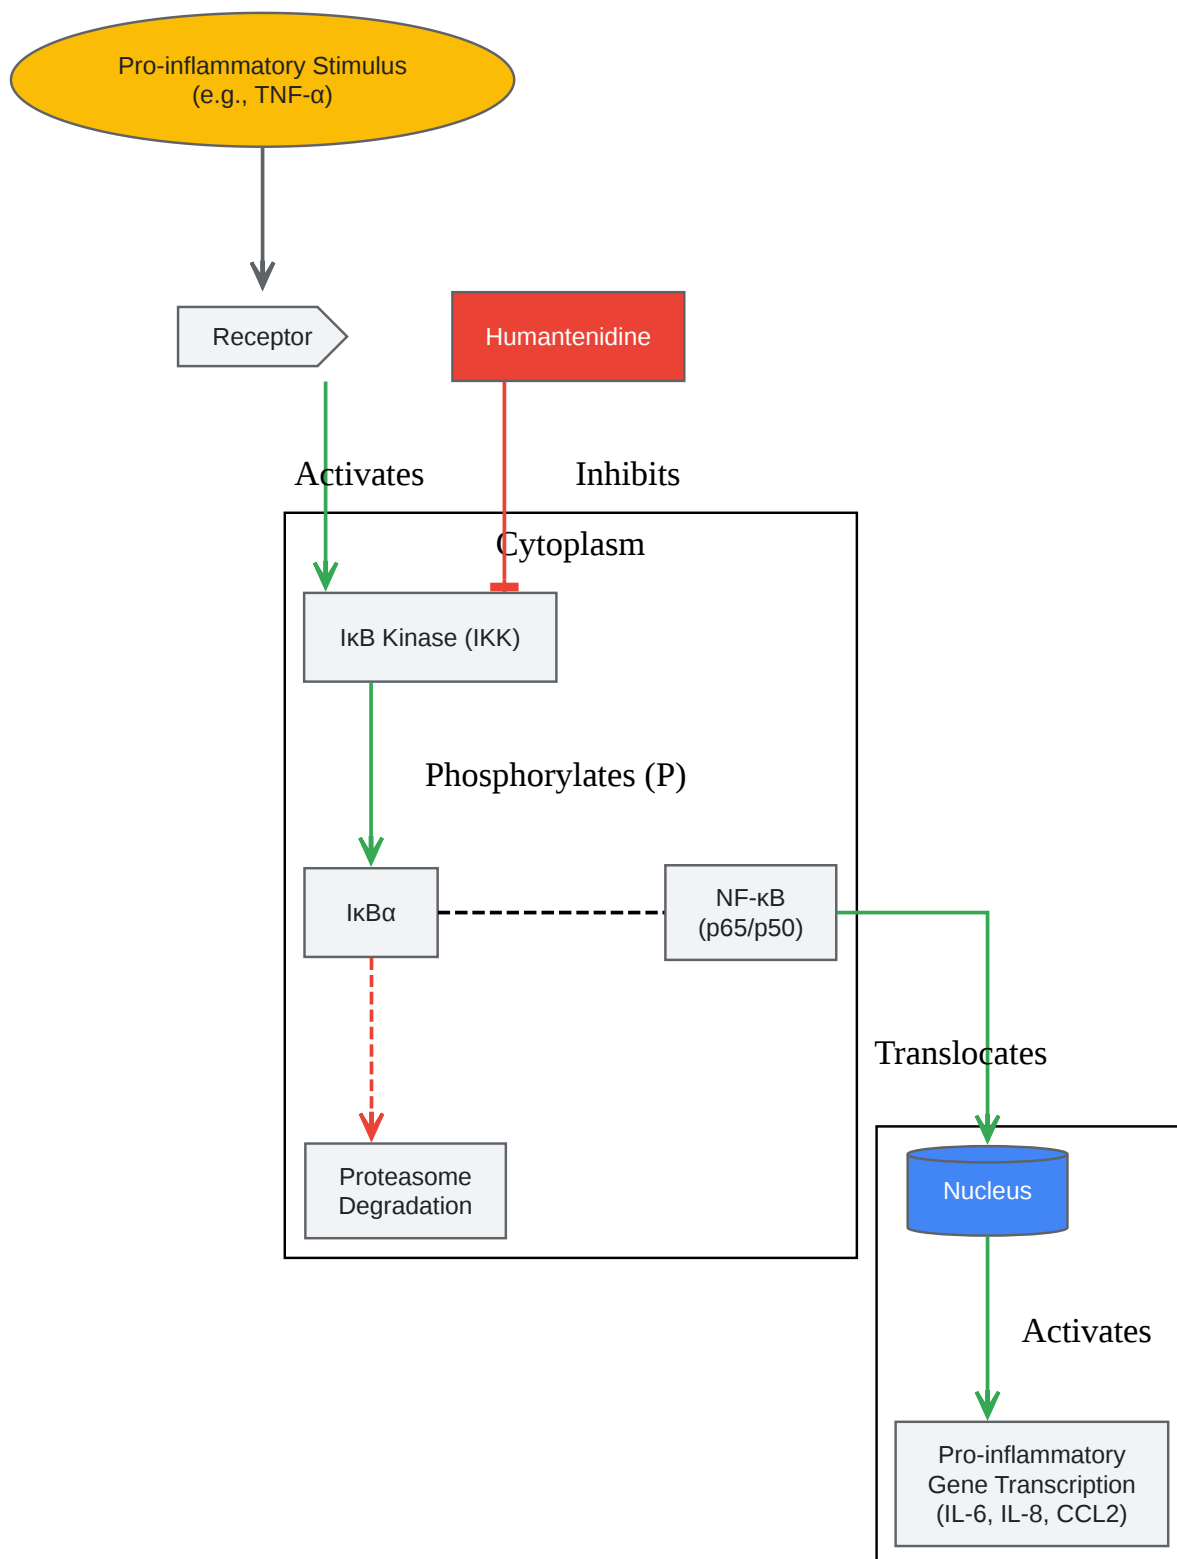 Pro-inflammatory Stimulus
(e.g., TNF-α)
Receptor
Humantenidine
Activates
Inhibits
Cytoplasm
IκB Kinase (IKK)
Phosphorylates (P)
IκBα
NF-κB
(p65/p50)
Translocates
Proteasome
Degradation
Nucleus
Activates
Pro-inflammatory
Gene Transcription
(IL-6, IL-8, CCL2)